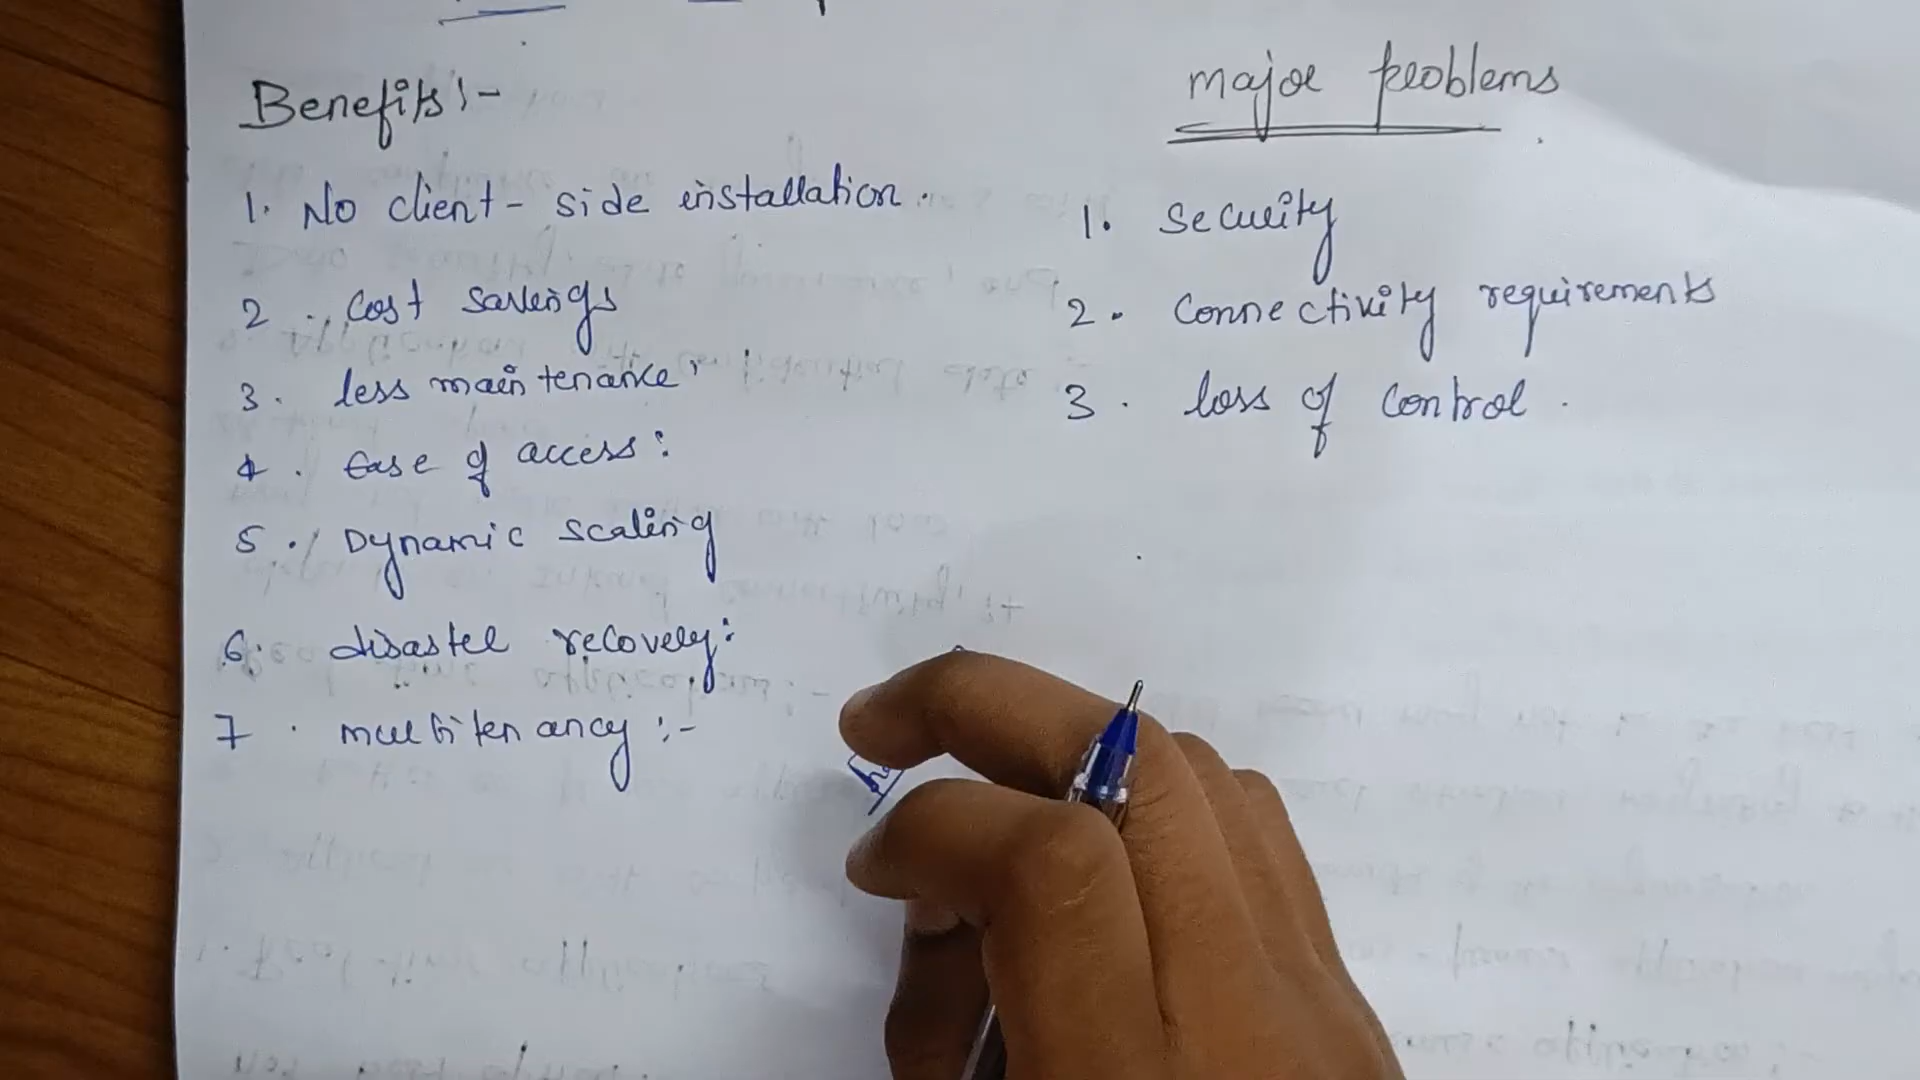 Benefits :-
1. No client - side installation.
2. Cost savings
3. less maintenance
4. Ease of access :
5. Dynamic scaling
6. disaster recovery :
7. multitenancy :-
major problems
1. Security
2. Connectivity requirements
3. loss of control.